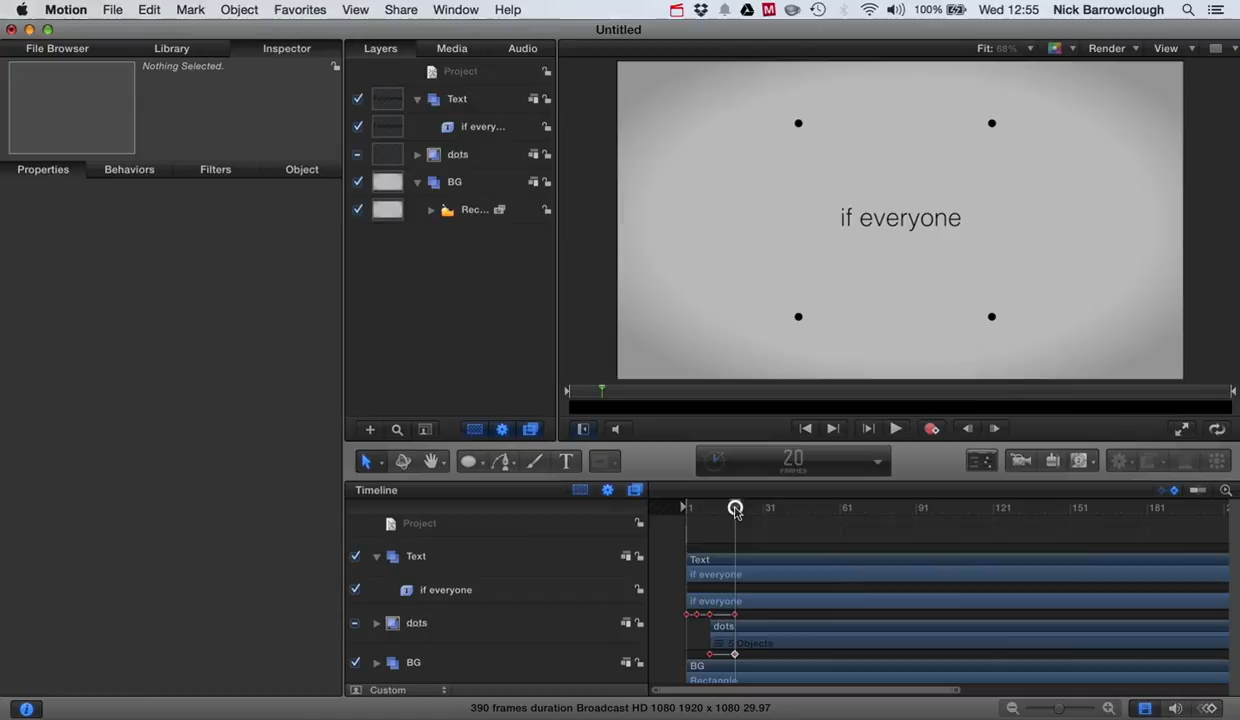 Motion File Edit Mark Object Favorites View Share Window Help 100% Wed 12:55 Nick Barrowclough
Untitled
File Browser Library Inspector Layers Media Audio Fit: 68% Render View
Nothing Selected.
Project
Text
if every...
dots
BG
Rec...
Properties Behaviors Filters Object
if everyone
20
FRAMES
Timeline
1 31 61 91 121 151 181
Project
Text
if everyone
dots
BG
Text
if everyone
if everyone
dots
5 Objects
BG
Rectangle
Custom
390 frames duration Broadcast HD 1080 1920 x 1080 29.97